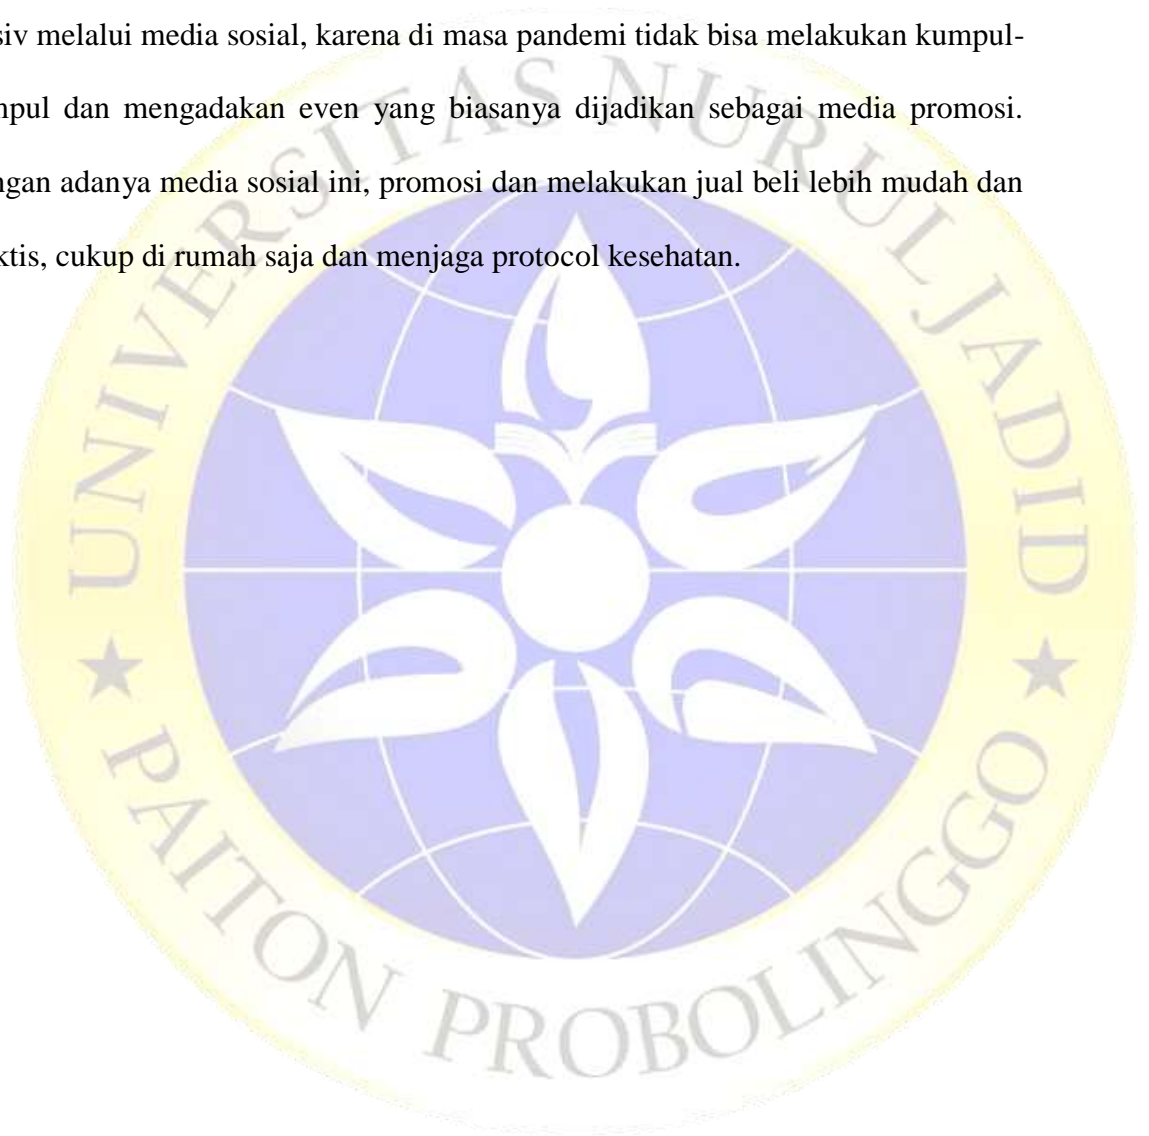 siv melalui media sosial, karena di masa pandemi tidak bisa melakukan kumpul-
npul dan mengadakan even yang biasanya dijadikan sebagai media promosi.
ngan adanya media sosial ini, promosi dan melakukan jual beli lebih mudah dan
ktis, cukup di rumah saja dan menjaga protocol kesehatan.
UNIVERSITAS NURUL JADID
PAITON PROBOLINGGO